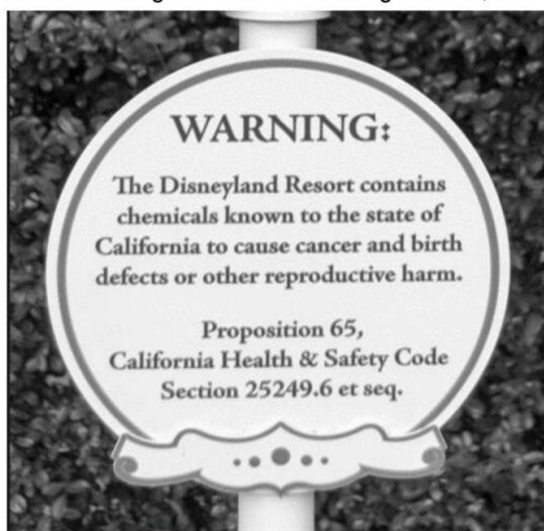 WARNING:
The Disneyland Resort contains
chemicals known to the state of
California to cause cancer and birth
defects or other reproductive harm.
Proposition 65,
California Health & Safety Code
Section 25249.6 et seq.